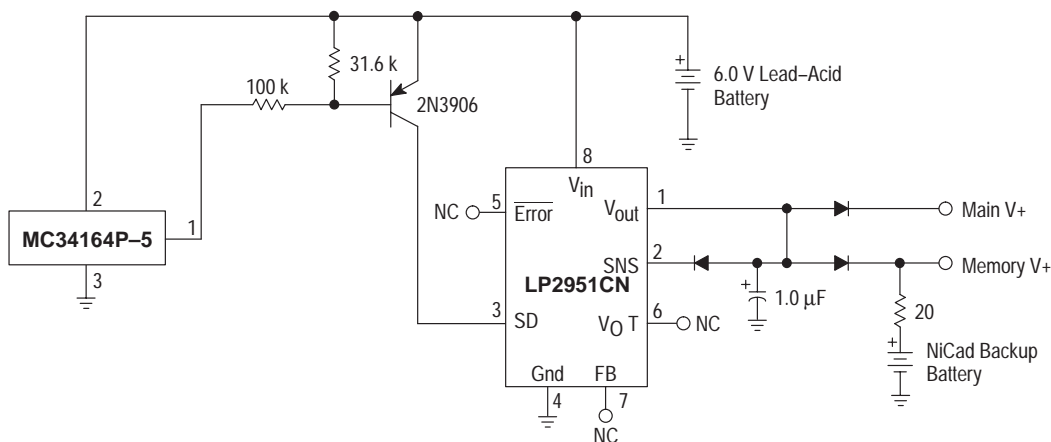 31.6 k
100 k
2N3906
6.0 V Lead–Acid
Battery
2
1
MC34164P–5
3
8
Vin
NC
5
Error
Vout
1
Main V+
SNS
2
Memory V+
LP2951CN
1.0 µF
3
SD
VO T
6
NC
20
NiCad Backup
Battery
Gnd
FB
4
7
NC
+
+
+